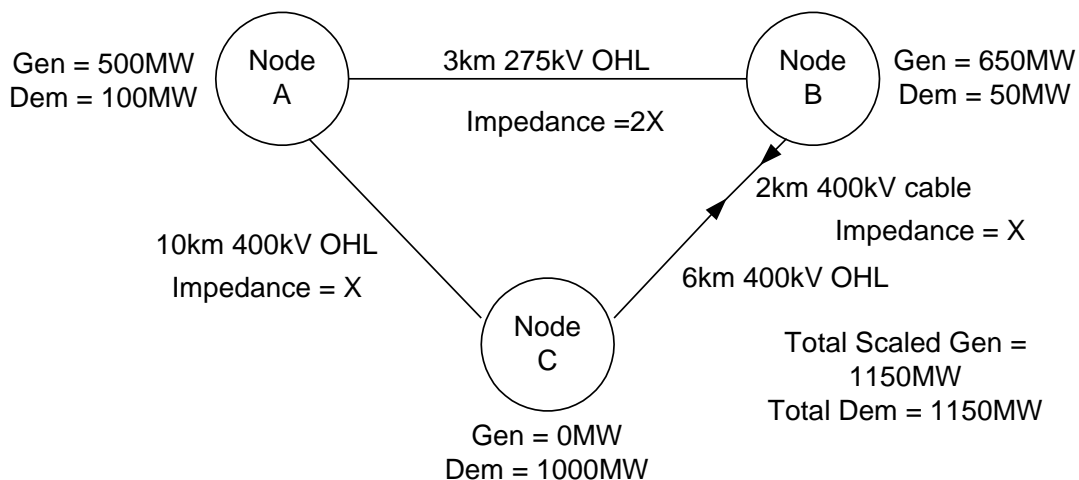 Gen = 500MW
Dem = 100MW
Node
A
3km 275kV OHL
Impedance =2X
Node
B
Gen = 650MW
Dem = 50MW
2km 400kV cable
Impedance = X
10km 400kV OHL
Impedance = X
6km 400kV OHL
Node
C
Gen = 0MW
Dem = 1000MW
Total Scaled Gen =
1150MW
Total Dem = 1150MW